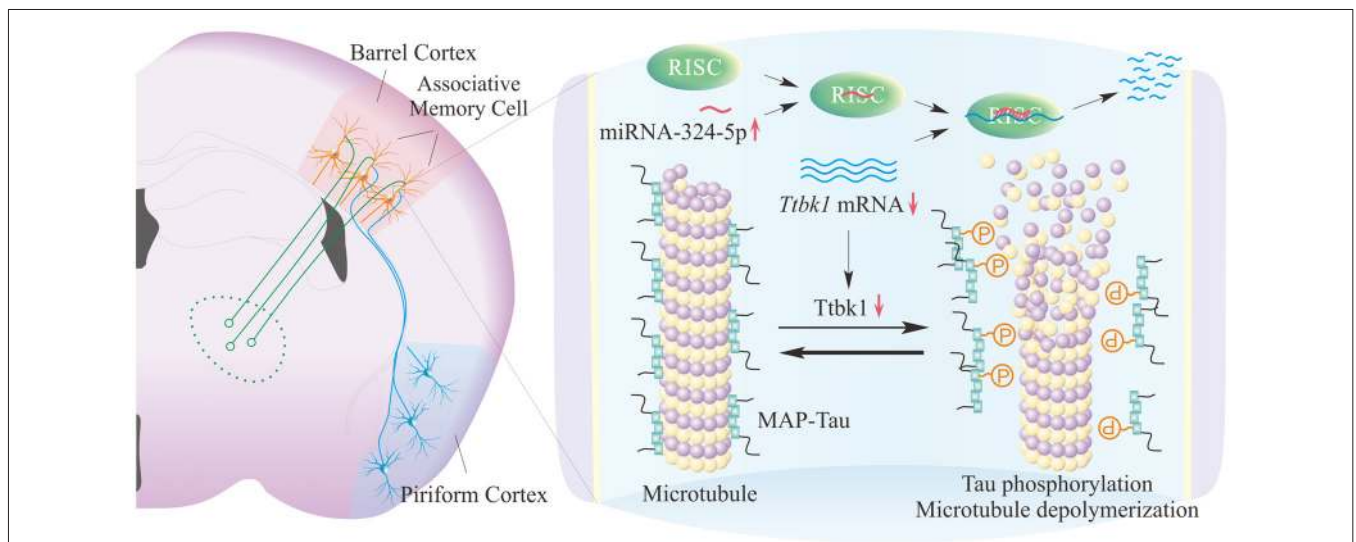 Barrel Cortex
Associative
Memory Cell
Piriform Cortex
RISC
miRNA-324-5p
RISC
RISC
Ttbk1 mRNA
Ttbk1
MAP-Tau
Microtubule
P
P
P
P
P
P
P
Tau phosphorylation
Microtubule depolymerization